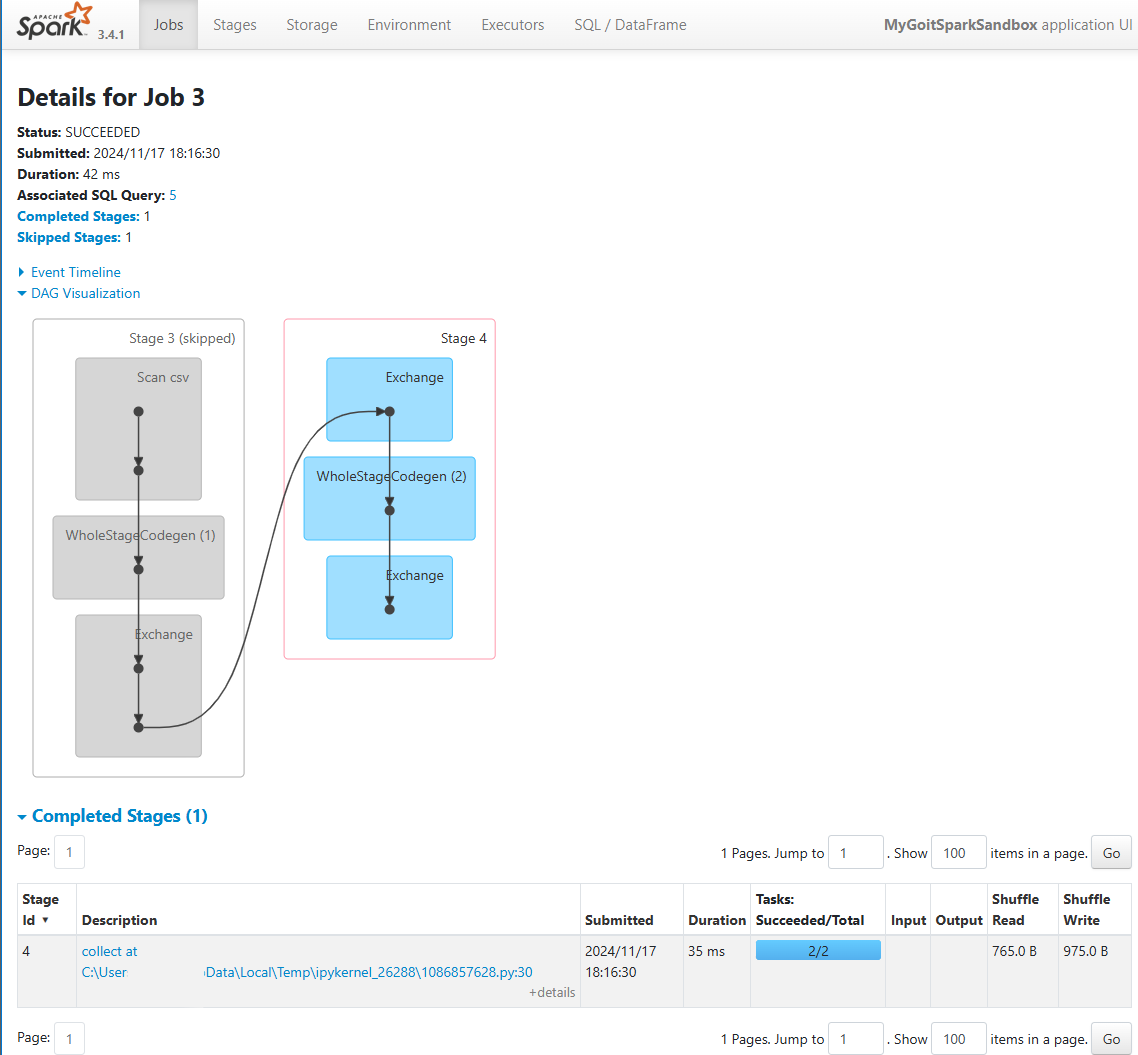 APACHE
Spark 3.4.1 Jobs Stages Storage Environment Executors SQL / DataFrame MyGoitSparkSandbox application UI
Details for Job 3
Status: SUCCEEDED
Submitted: 2024/11/17 18:16:30
Duration: 42 ms
Associated SQL Query: 5
Completed Stages: 1
Skipped Stages: 1
Event Timeline
DAG Visualization
Stage 3 (skipped)
Scan csv
WholeStageCodegen (1)
Exchange
Stage 4
Exchange
WholeStageCodegen (2)
Exchange
Completed Stages (1)
Page: 1 1 Pages. Jump to 1 . Show 100 items in a page. Go
Stage Id ▾ Description Submitted Duration Tasks: Succeeded/Total Input Output Shuffle Read Shuffle Write
4 collect at 2024/11/17 35 ms 2/2 765.0 B 975.0 B
C:\User Data\Local\Temp\ipykernel_26288\1086857628.py:30 18:16:30
+details
Page: 1 1 Pages. Jump to 1 . Show 100 items in a page. Go